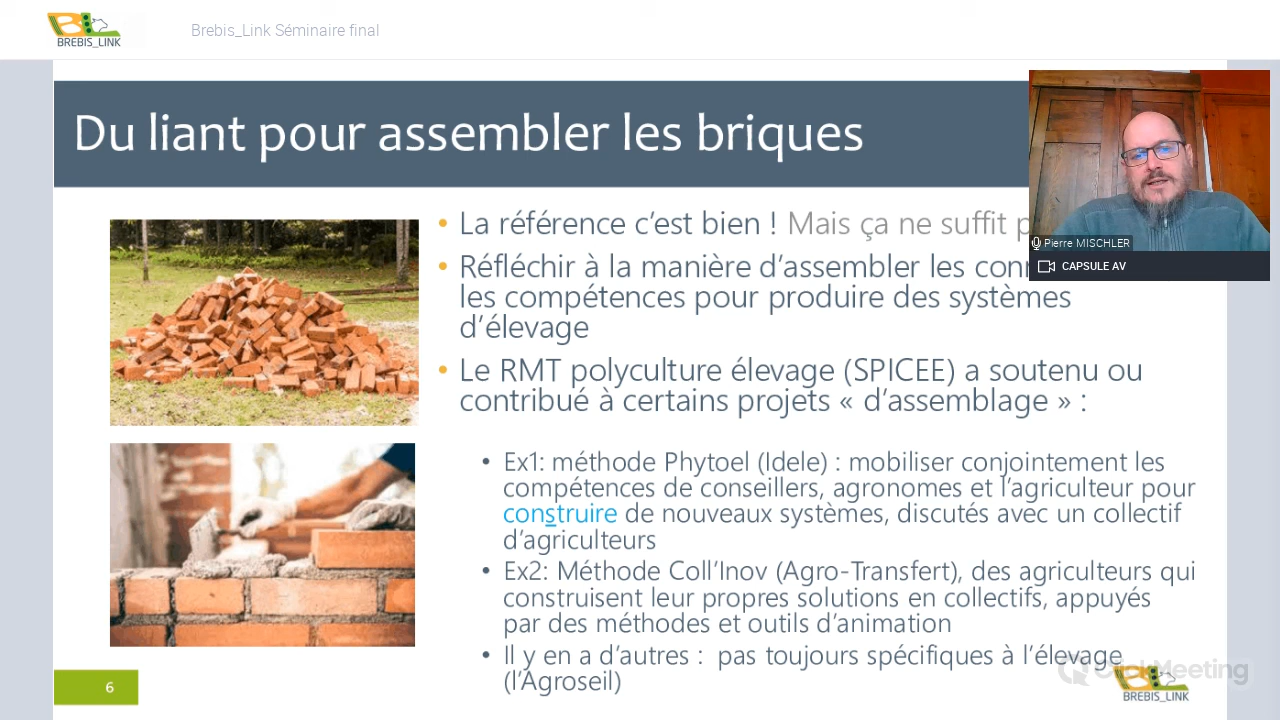 BREBIS_LINK
Brebis_Link Séminaire final
Du liant pour assembler les briques
Pierre MISCHLER
CAPSULE AV
• La référence c'est bien ! Mais ça ne suffit
• Réfléchir à la manière d'assembler les
les compétences pour produire des systèmes
d'élevage
• Le RMT polyculture élevage (SPICEE) a soutenu ou
contribué à certains projets « d'assemblage » :
• Ex1: méthode Phytoel (Idele) : mobiliser conjointement les
compétences de conseillers, agronomes et l'agriculteur pour
construire de nouveaux systèmes, discutés avec un collectif
d'agriculteurs
• Ex2: Méthode Coll'Inov (Agro-Transfert), des agriculteurs qui
construisent leur propres solutions en collectifs, appuyés
par des méthodes et outils d'animation
• Il y en a d'autres : pas toujours spécifiques à l'élevage
(l'Agroseil)
ClickMeeting
BREBIS_LINK
6